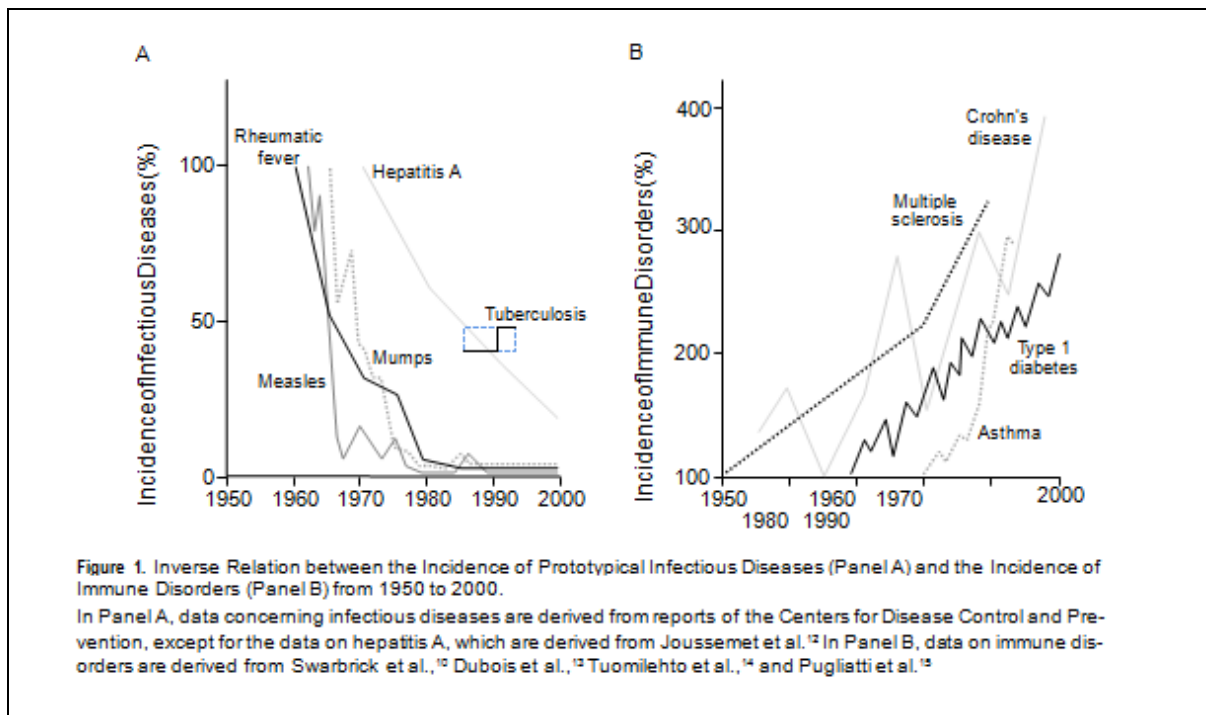 A
B
IncidenceofInfectiousDiseases(%)
100
50
0
Rheumatic
fever
Hepatitis A
Tuberculosis
Mumps
Measles
1950 1960 1970 1980 1990 2000
IncidenceofImmuneDisorders(%)
400
300
200
100
Crohn's
disease
Multiple
sclerosis
Type 1
diabetes
Asthma
1950 1960 1970 2000
1980 1990
Figure 1. Inverse Relation between the Incidence of Prototypical Infectious Diseases (Panel A) and the Incidence of
Immune Disorders (Panel B) from 1950 to 2000.
In Panel A, data concerning infectious diseases are derived from reports of the Centers for Disease Control and Pre-
vention, except for the data on hepatitis A, which are derived from Joussemet et al.¹² In Panel B, data on immune dis-
orders are derived from Swarbrick et al.,¹⁰ Dubois et al.,¹³ Tuomilehto et al.,¹⁴ and Pugliatti et al.¹⁵